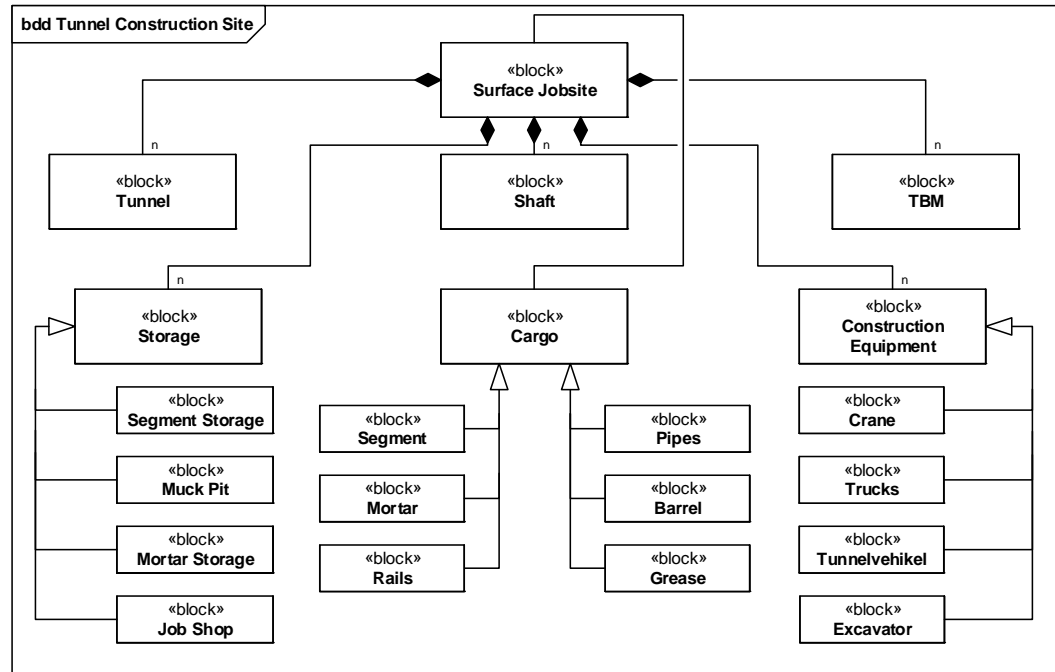 bdd Tunnel Construction Site
«block»
Surface Jobsite
n
n
n
«block»
Tunnel
«block»
Shaft
«block»
TBM
n
n
«block»
Storage
«block»
Cargo
«block»
Construction
Equipment
«block»
Segment Storage
«block»
Muck Pit
«block»
Mortar Storage
«block»
Job Shop
«block»
Segment
«block»
Mortar
«block»
Rails
«block»
Pipes
«block»
Barrel
«block»
Grease
«block»
Crane
«block»
Trucks
«block»
Tunnelvehikel
«block»
Excavator